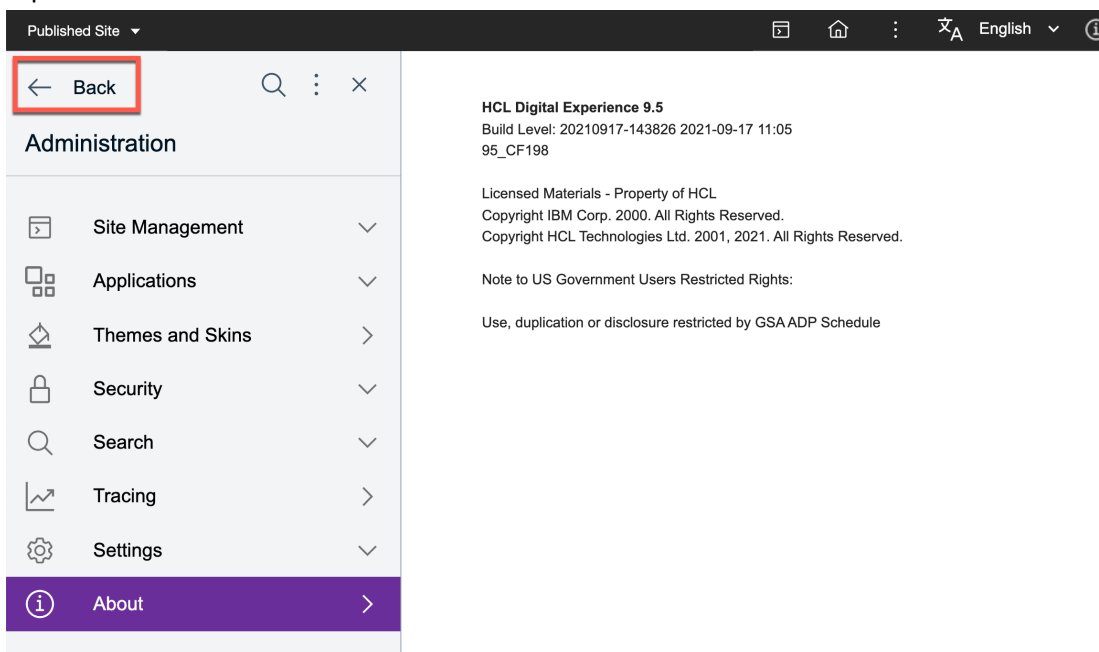 Published Site
English
Back
Administration
Site Management
Applications
Themes and Skins
Security
Search
Tracing
Settings
About
HCL Digital Experience 9.5
Build Level: 20210917-143826 2021-09-17 11:05
95_CF198
Licensed Materials - Property of HCL
Copyright IBM Corp. 2000. All Rights Reserved.
Copyright HCL Technologies Ltd. 2001, 2021. All Rights Reserved.
Note to US Government Users Restricted Rights:
Use, duplication or disclosure restricted by GSA ADP Schedule